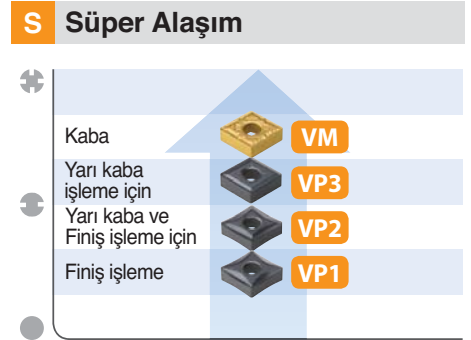 S Süper Alaşım
Kaba VM
Yarı kaba
işleme için VP3
Yarı kaba ve
Finiş işleme için VP2
Finiş işleme VP1